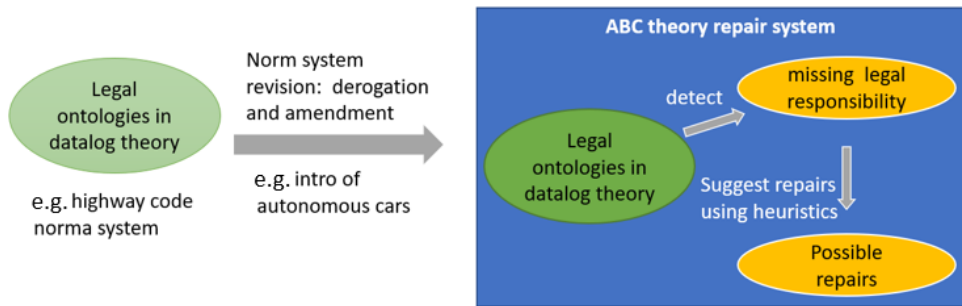 Legal
ontologies in
datalog theory
e.g. highway code
norma system
Norm system
revision: derogation
and amendment
e.g. intro of
autonomous cars
ABC theory repair system
Legal
ontologies in
datalog theory
detect
missing legal
responsibility
Suggest repairs
using heuristics
Possible
repairs